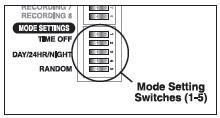 RECORDING 7
RECORDING 8
MODE SETTINGS
TIME OFF
DAY/24HR/NIGHT
RANDOM
Mode Setting
Switches (1-5)